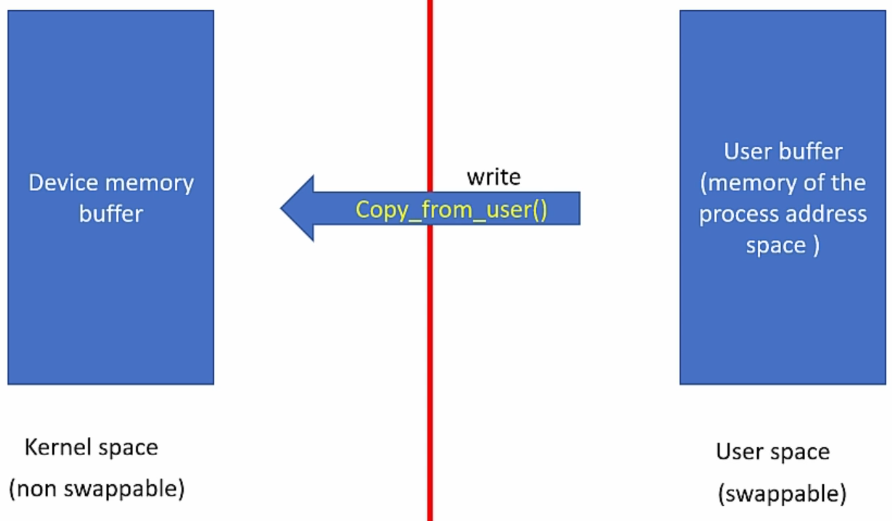 Device memory
buffer
write
Copy_from_user()
User buffer
(memory of the
process address
space )
Kernel space
(non swappable)
User space
(swappable)